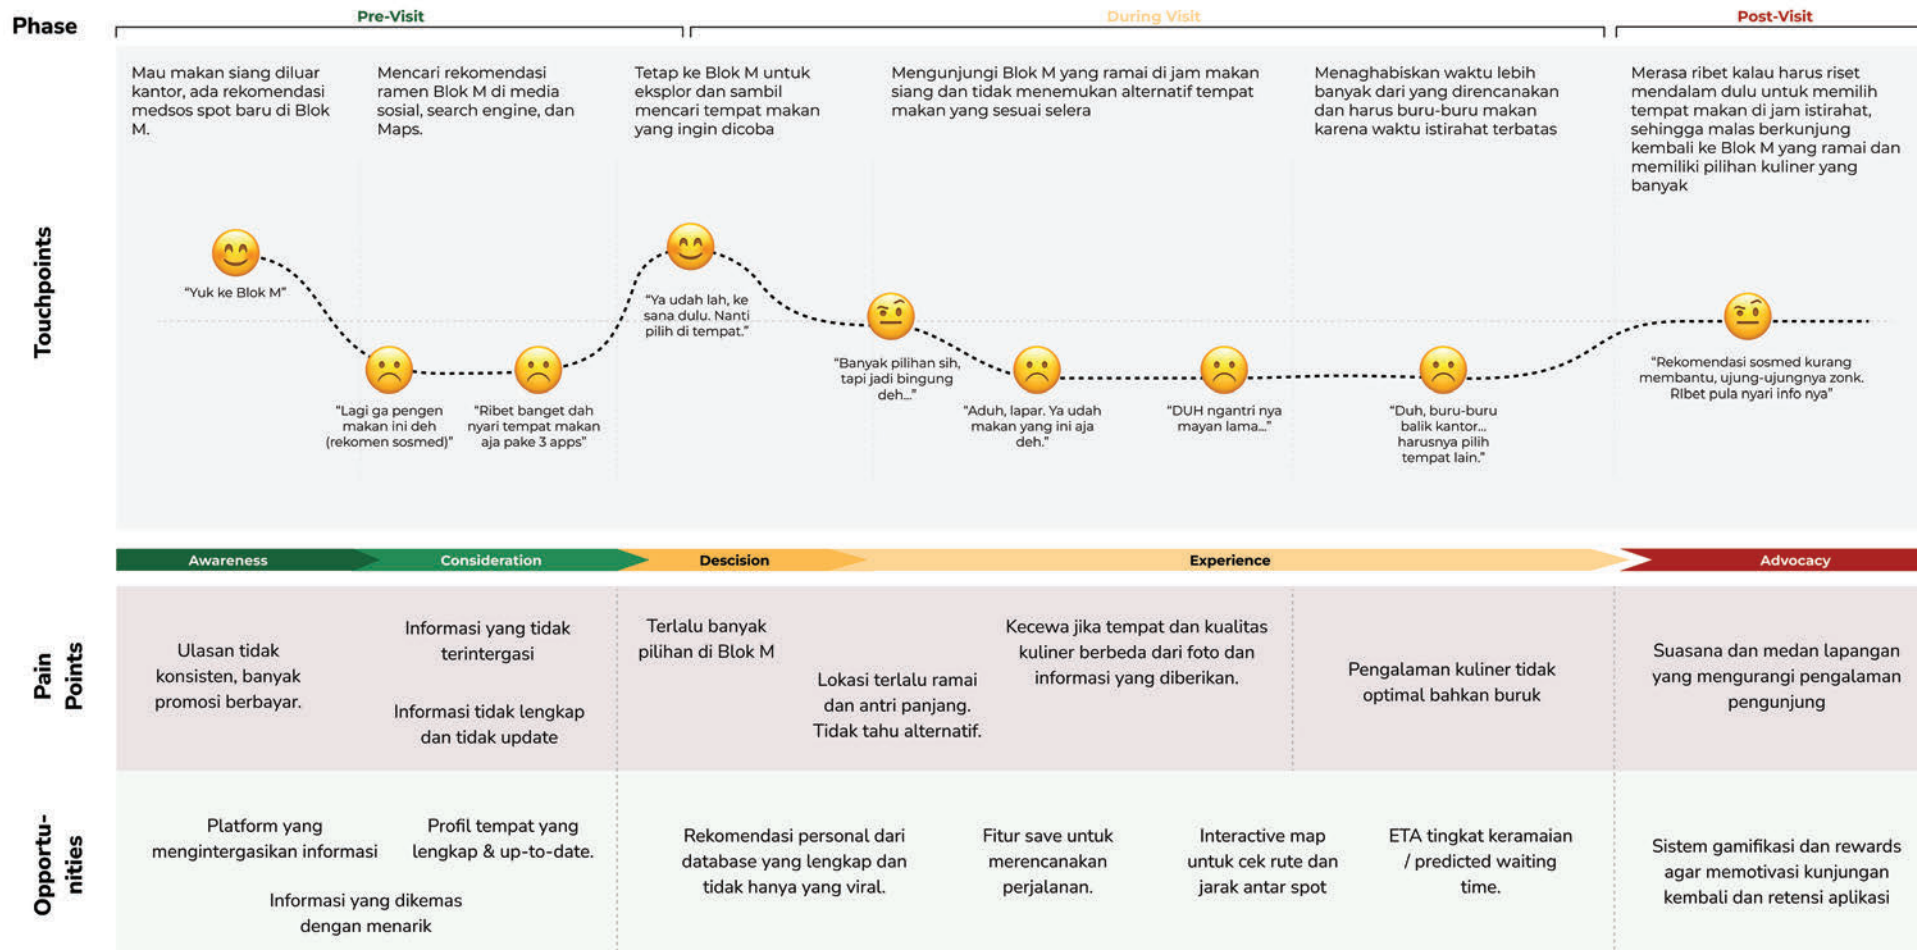 Phase
Pre-Visit
During Visit
Post-Visit
Touchpoints
Mau makan siang diluar
kantor, ada rekomendasi
medsos spot baru di Blok
M.
Mencari rekomendasi
ramen Blok M di media
sosial, search engine, dan
Maps.
Tetap ke Blok M untuk
eksplor dan sambil
mencari tempat makan
yang ingin dicoba
Mengunjungi Blok M yang ramai di jam makan
siang dan tidak menemukan alternatif tempat
makan yang sesuai selera
Menaghabiskan waktu lebih
banyak dari yang direncanakan
dan harus buru-buru makan
karena waktu istirahat terbatas
Merasa ribet kalau harus riset
mendalam dulu untuk memilih
tempat makan di jam istirahat,
sehingga malas berkunjung
kembali ke Blok M yang ramai dan
memiliki pilihan kuliner yang
banyak
“Yuk ke Blok M”
“Lagi ga pengen
makan ini deh
(rekomen sosmed)”
“Ribet banget dah
nyari tempat makan
aja pake 3 apps”
“Ya udah lah, ke
sana dulu. Nanti
pilih di tempat.”
“Banyak pilihan sih,
tapi jadi bingung
deh...”
“Aduh, lapar. Ya udah
makan yang ini aja
deh.”
“DUH ngantri nya
mayan lama...”
“Duh, buru-buru
balik kantor...
harusnya pilih
tempat lain.”
“Rekomendasi sosmed kurang
membantu, ujung-ujungnya zonk.
RIbet pula nyari info nya”
Awareness
Consideration
Descision
Experience
Advocacy
Pain
Points
Ulasan tidak
konsisten, banyak
promosi berbayar.
Informasi yang tidak
terintergasi
Informasi tidak lengkap
dan tidak update
Terlalu banyak
pilihan di Blok M
Lokasi terlalu ramai
dan antri panjang.
Tidak tahu alternatif.
Kecewa jika tempat dan kualitas
kuliner berbeda dari foto dan
informasi yang diberikan.
Pengalaman kuliner tidak
optimal bahkan buruk
Suasana dan medan lapangan
yang mengurangi pengalaman
pengunjung
Opportu-
nities
Platform yang
mengintergasikan informasi
Profil tempat yang
lengkap & up-to-date.
Informasi yang dikemas
dengan menarik
Rekomendasi personal dari
database yang lengkap dan
tidak hanya yang viral.
Fitur save untuk
merencanakan
perjalanan.
Interactive map
untuk cek rute dan
jarak antar spot
ETA tingkat keramaian
/ predicted waiting
time.
Sistem gamifikasi dan rewards
agar memotivasi kunjungan
kembali dan retensi aplikasi